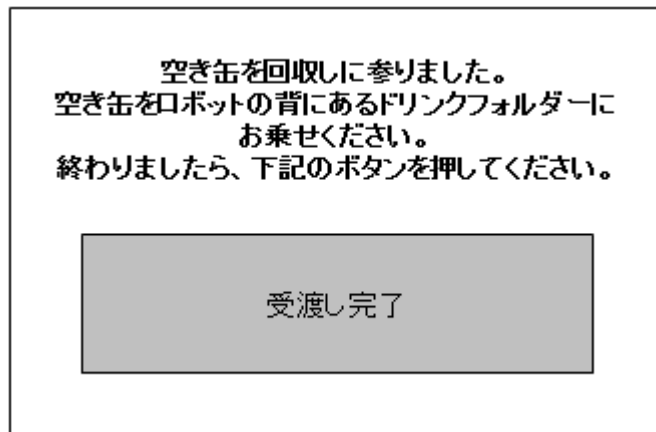 空き缶を回収しに参りました。
空き缶をロボットの背にあるドリンクフォルダーに
お乗せください。
終わりましたら、下記のボタンを押してください。
受渡し完了